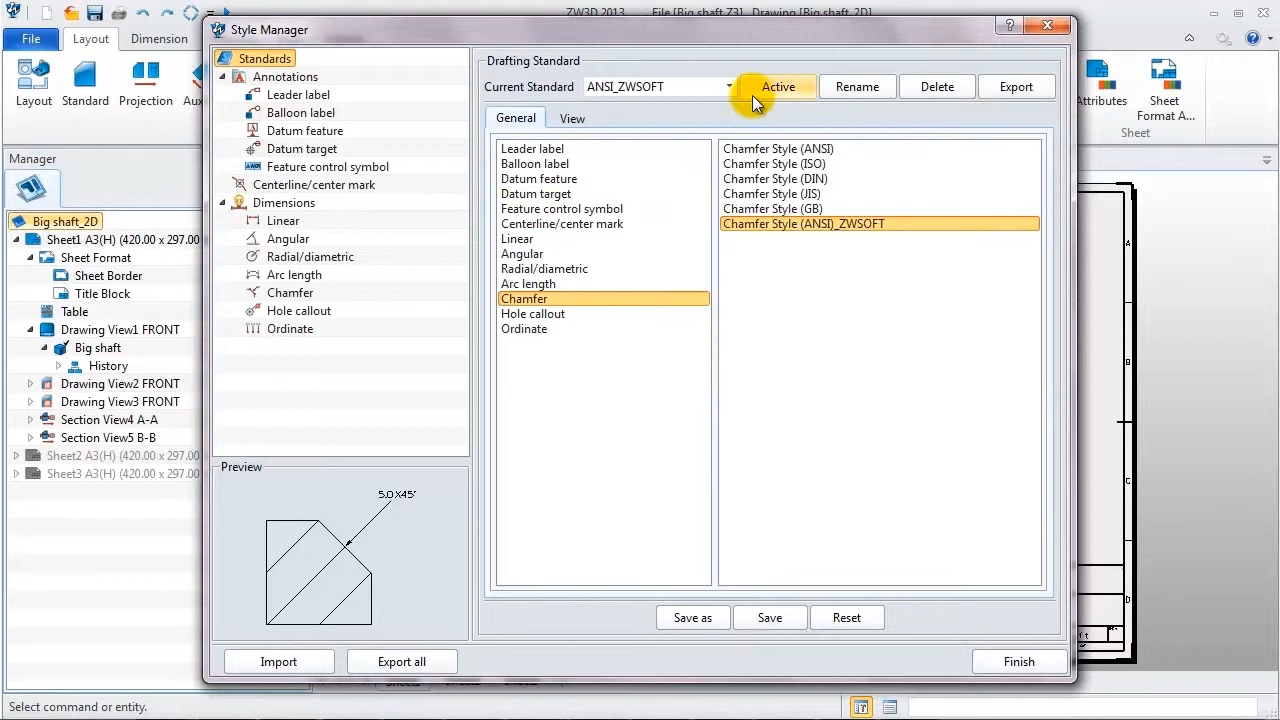 ZW3D 2013    File [Big shaft.Z3]  Drawing [Big shaft_2D]
Style Manager
File
Layout
Dimension
Layout
Standard
Projection
Attributes
Sheet Format A...
Sheet
Manager
Big shaft_2D
Sheet1 A3(H) (420.00 x 297.00
Sheet Format
Sheet Border
Title Block
Table
Drawing View1 FRONT
Big shaft
History
Drawing View2 FRONT
Drawing View3 FRONT
Section View4 A-A
Section View5 B-B
Sheet2 A3(H) (420.00 x 297.00
Sheet3 A3(H) (420.00 x 297.00
Standards
Annotations
Leader label
Balloon label
Datum feature
Datum target
Feature control symbol
Centerline/center mark
Dimensions
Linear
Angular
Radial/diametric
Arc length
Chamfer
Hole callout
Ordinate
Preview
5.0X45°
Drafting Standard
Current Standard
ANSI_ZWSOFT
Active
Rename
Delete
Export
General
View
Leader label
Balloon label
Datum feature
Datum target
Feature control symbol
Centerline/center mark
Linear
Angular
Radial/diametric
Arc length
Chamfer
Hole callout
Ordinate
Chamfer Style (ANSI)
Chamfer Style (ISO)
Chamfer Style (DIN)
Chamfer Style (JIS)
Chamfer Style (GB)
Chamfer Style (ANSI)_ZWSOFT
Save as
Save
Reset
Import
Export all
Finish
A
B
C
D
Select command or entity.